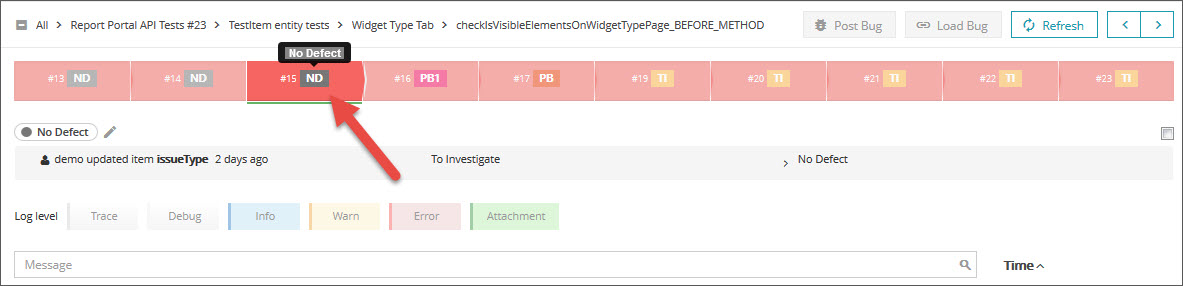 All > Report Portal API Tests #23 > TestItem entity tests > Widget Type Tab > checkIsVisibleElementsOnWidgetTypePage_BEFORE_METHOD Post Bug Load Bug Refresh < >
No Defect
#13 ND #14 ND #15 ND #16 PB1 #17 PB #19 TI #20 TI #21 TI #22 TI #23 TI
No Defect
demo updated item issueType 2 days ago To Investigate > No Defect
Log level Trace Debug Info Warn Error Attachment
Message Time